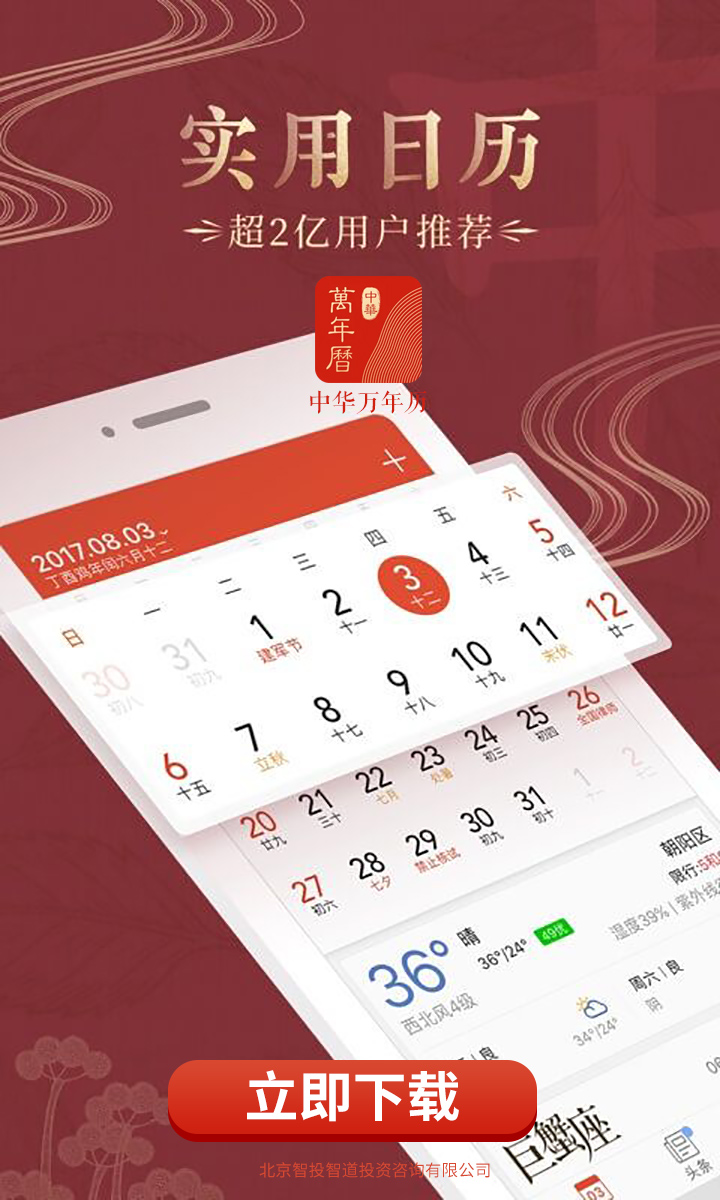 实用日历
超2亿用户推荐
萬年曆
中華
中华万年历
2017.08.03
丁酉鸡年闰六月十二
日 一 二 三 四 五 六
30 31 1 2 3 4 5
初八 初九 建军节 十一 十二 十三 十四
6 7 8 9 10 11 12
十五 立秋 十七 十八 十九 末伏 廿一
20 21 22 23 24 25 26
廿九 三十 七月 处暑 初三 初四 全国律师
27 28 29 30 31 1 2
初六 七夕 禁止核试 初九 初十 十一 十二
朝阳区
限行:5和
36° 晴 36°/24° 49优
湿度39% | 紫外线
西北风4级
周六 | 良
34°/24° 阴
良
巨蟹座
03
头条
立即下载
北京智投智道投资咨询有限公司